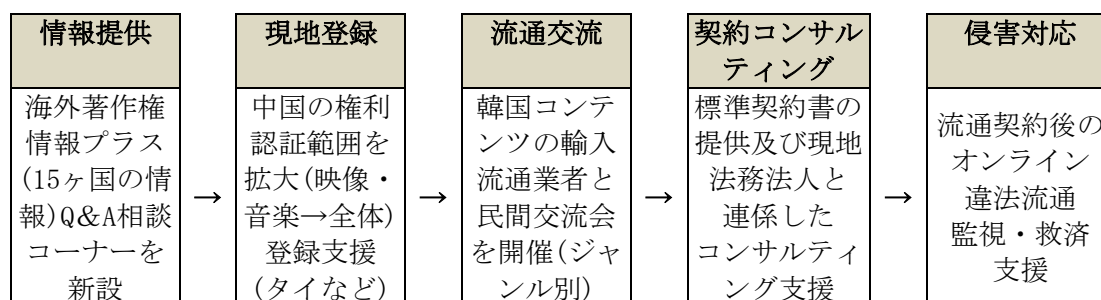 情報提供
海外著作権
情報プラス
(15ヶ国の情
報)Q&A相談
コーナーを
新設
→
現地登録
中国の権利
認証範囲を
拡大(映像・
音楽→全体)
登録支援
(タイなど)
→
流通交流
韓国コンテ
ンツの輸入
流通業者と
民間交流会
を開催(ジャ
ンル別)
→
契約コンサル
ティング
標準契約書の
提供及び現地
法務法人と
連係した
コンサルティ
ング支援
→
侵害対応
流通契約後の
オンライン
違法流通
監視・救済
支援